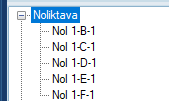 Noliktava
Nol 1-B-1
Nol 1-C-1
Nol 1-D-1
Nol 1-E-1
Nol 1-F-1